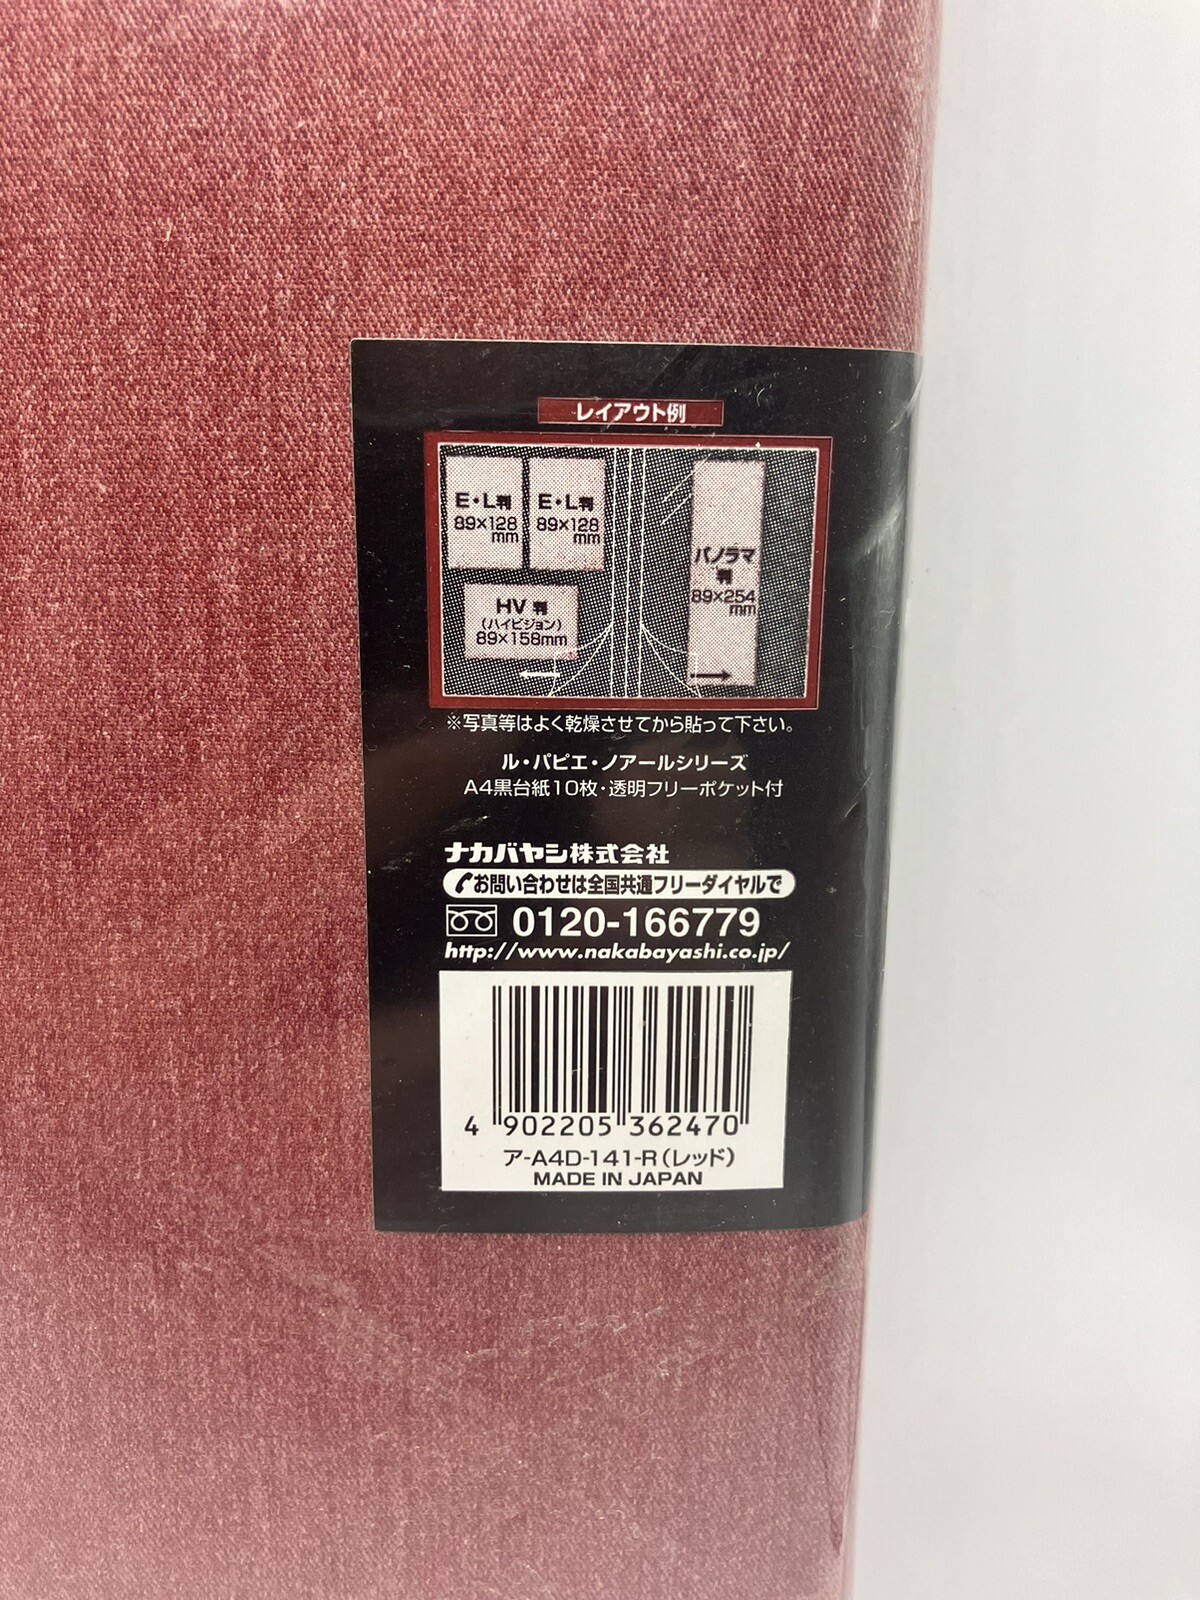 レイアウト例
E・L判
89×128
mm
E・L判
89×128
mm
HV 判
(ハイビジョン)
89×158mm
パノラマ
判
89×254
mm
※写真等はよく乾燥させてから貼って下さい。
ル・パピエ・ノアールシリーズ
A4黒台紙10枚・透明フリーポケット付
ナカバヤシ株式会社
お問い合わせは全国共通フリーダイヤルで
0120-166779
http://www.nakabayashi.co.jp/
4 902205 362470
ア-A4D-141-R(レッド)
MADE IN JAPAN